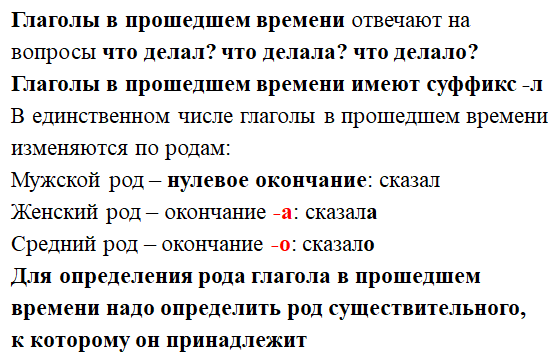 Глаголы в прошедшем времени отвечают на
вопросы что делал? что делала? что делало?
Глаголы в прошедшем времени имеют суффикс -л
В единственном числе глаголы в прошедшем времени
изменяются по родам:
Мужской род – нулевое окончание: сказал
Женский род – окончание -а: сказала
Средний род – окончание -о: сказало
Для определения рода глагола в прошедшем
времени надо определить род существительного,
к которому он принадлежит